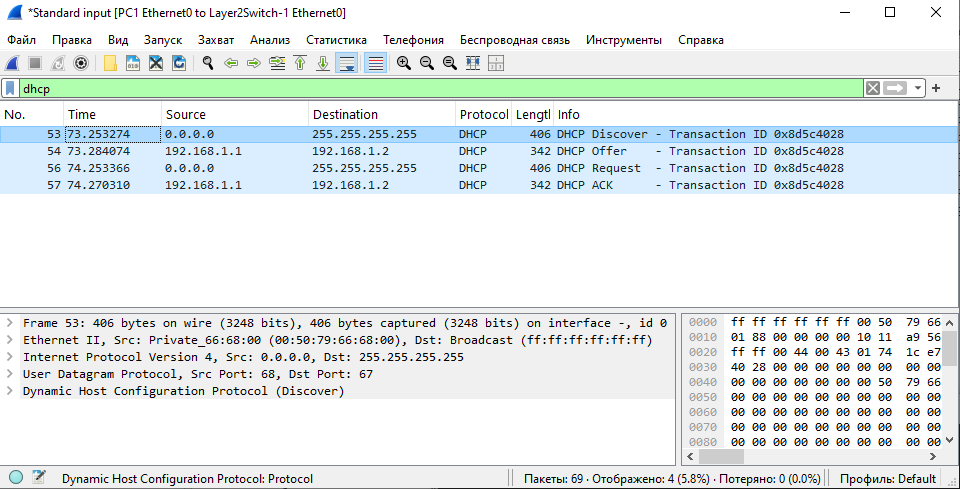 *Standard input [PC1 Ethernet0 to Layer2Switch-1 Ethernet0]
Файл Правка Вид Запуск Захват Анализ Статистика Телефония Беспроводная связь Инструменты Справка
dhcp
No. Time Source Destination Protocol Lengtl Info
53 73.253274 0.0.0.0 255.255.255.255 DHCP 406 DHCP Discover - Transaction ID 0x8d5c4028
54 73.284074 192.168.1.1 192.168.1.2 DHCP 342 DHCP Offer - Transaction ID 0x8d5c4028
56 74.253366 0.0.0.0 255.255.255.255 DHCP 406 DHCP Request - Transaction ID 0x8d5c4028
57 74.270310 192.168.1.1 192.168.1.2 DHCP 342 DHCP ACK - Transaction ID 0x8d5c4028
Frame 53: 406 bytes on wire (3248 bits), 406 bytes captured (3248 bits) on interface -, id 0
Ethernet II, Src: Private_66:68:00 (00:50:79:66:68:00), Dst: Broadcast (ff:ff:ff:ff:ff:ff)
Internet Protocol Version 4, Src: 0.0.0.0, Dst: 255.255.255.255
User Datagram Protocol, Src Port: 68, Dst Port: 67
Dynamic Host Configuration Protocol (Discover)
0000 ff ff ff ff ff ff 00 50 79 66
0010 01 88 00 00 00 00 10 11 a9 56
0020 ff ff 00 44 00 43 01 74 1c e7
0030 40 28 00 00 00 00 00 00 00 00
0040 00 00 00 00 00 00 00 50 79 66
0050 00 00 00 00 00 00 00 00 00 00
0060 00 00 00 00 00 00 00 00 00 00
0070 00 00 00 00 00 00 00 00 00 00
0080 00 00 00 00 00 00 00 00 00 00
Dynamic Host Configuration Protocol: Protocol
Пакеты: 69 · Отображено: 4 (5.8%) · Потеряно: 0 (0.0%)
Профиль: Default